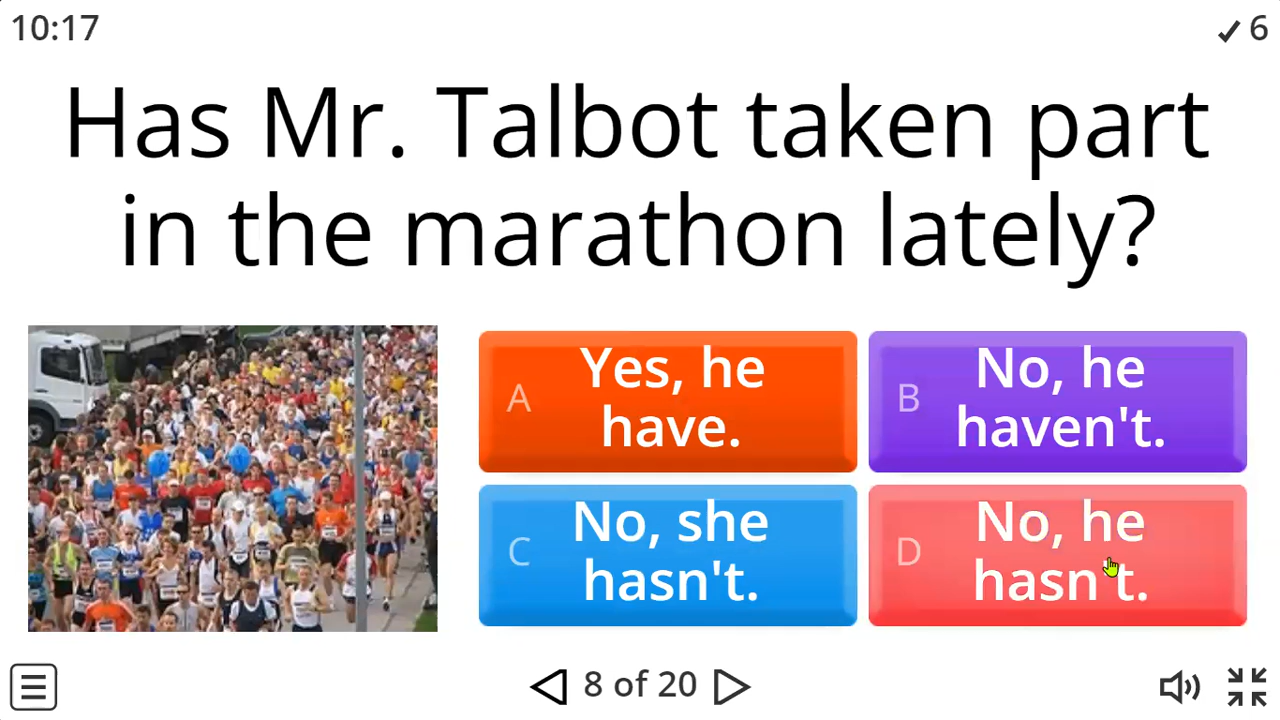 10:17
✓ 6
Has Mr. Talbot taken part
in the marathon lately?
A
Yes, he
have.
B
No, he
haven't.
C
No, she
hasn't.
D
No, he
hasn't.
8 of 20